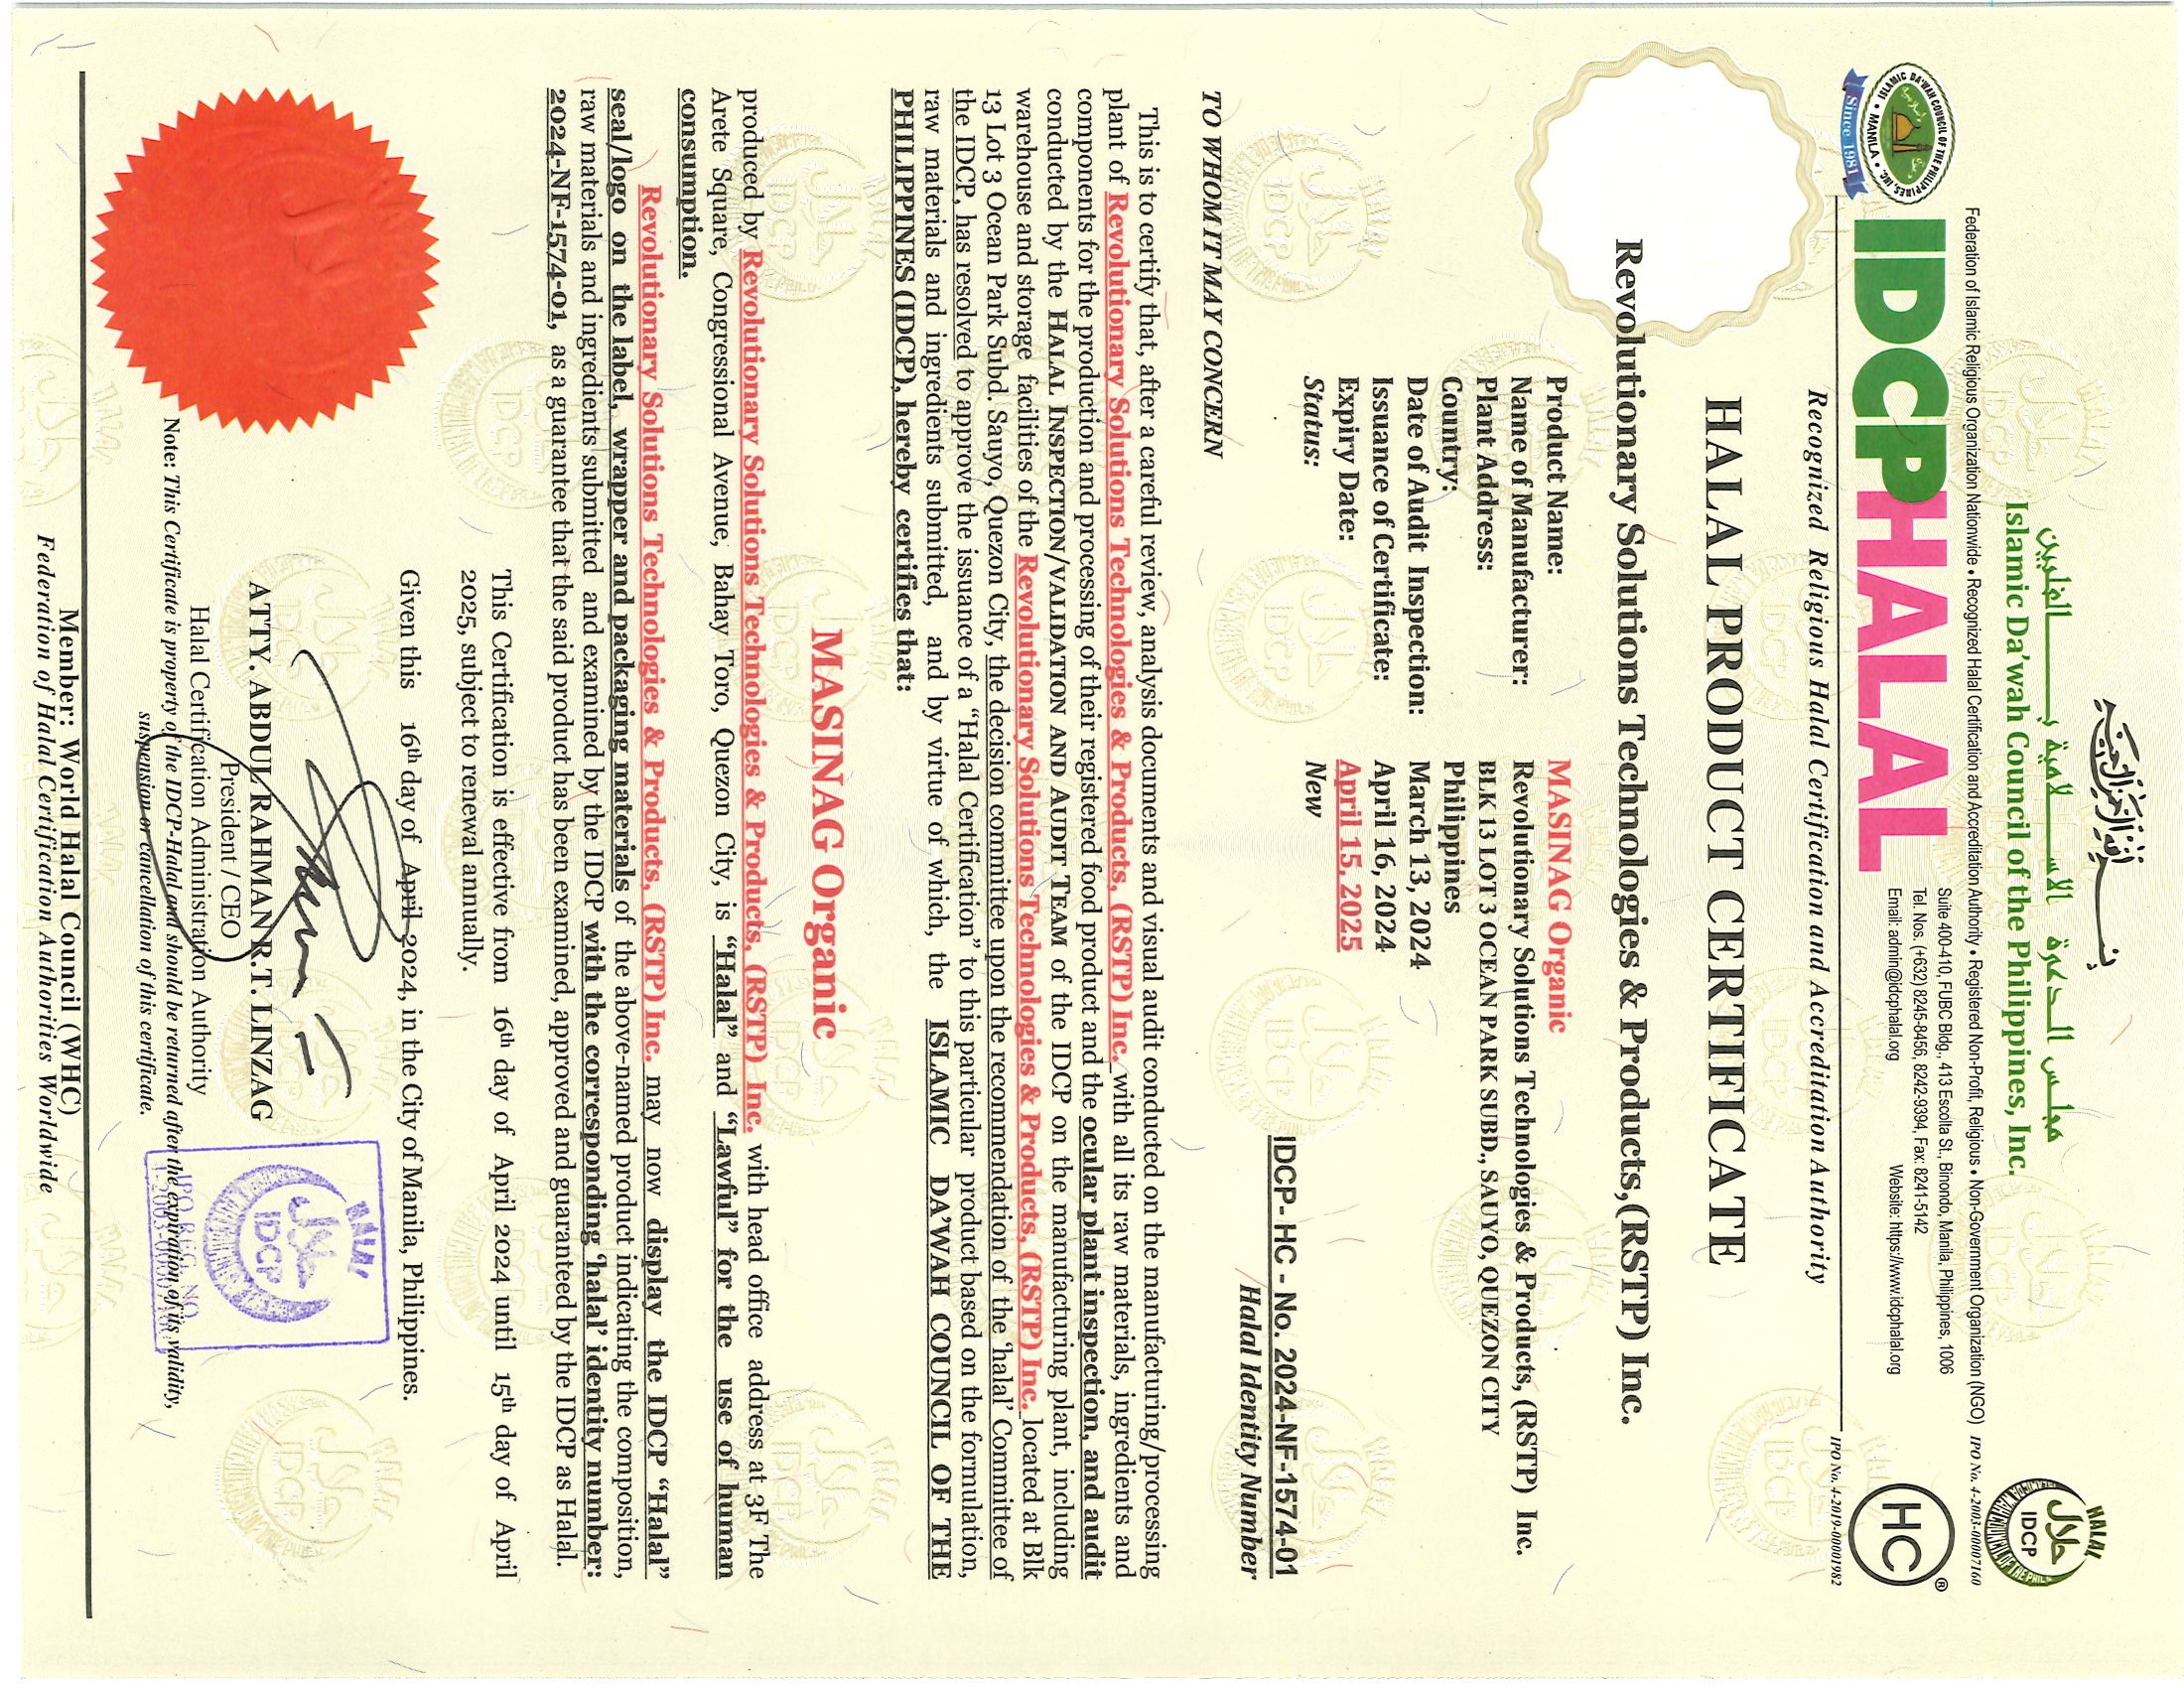 بسم الله الرحمن الرحيم
مجلس الدعوة الاسلامية بالفلبين
Islamic Da'wah Council of the Philippines, Inc.
HALAL
حلال
IDCP
Federation of Islamic Religious Organization Nationwide • Recognized Halal Certification and Accreditation Authority • Registered Non-Profit, Religious • Non-Government Organization (NGO)
IPO No. 4-2003-00007160
ISLAMIC DA'WAH COUNCIL OF THE PHILIPPINES, INC.
• MANILA •
Since 1981
IDCPHALAL
Suite 400-410, FUBC Bldg., 413 Escolta St., Binondo, Manila, Philippines, 1006
Tel. Nos. (+632) 8245-8456, 8242-9394, Fax: 8241-5142
Email: admin@idcphalal.org Website: https://www.idcphalal.org
HC®
IPO No. 4-2019-00001982
Recognized Religious Halal Certification and Accreditation Authority
HALAL PRODUCT CERTIFICATE
Revolutionary Solutions Technologies & Products,(RSTP) Inc.
Product Name: MASINAG Organic
Name of Manufacturer: Revolutionary Solutions Technologies & Products, (RSTP) Inc.
Plant Address: BLK 13 LOT 3 OCEAN PARK SUBD., SAUYO, QUEZON CITY
Country: Philippines
Date of Audit Inspection: March 13, 2024
Issuance of Certificate: April 16, 2024
Expiry Date: April 15, 2025
Status: New
IDCP- HC - No. 2024-NF-1574-01
Halal Identity Number
TO WHOM IT MAY CONCERN
This is to certify that, after a careful review, analysis documents and visual audit conducted on the manufacturing/processing
plant of Revolutionary Solutions Technologies & Products, (RSTP) Inc. with all its raw materials, ingredients and
components for the production and processing of their registered food product and the ocular plant inspection, and audit
conducted by the HALAL INSPECTION/VALIDATION AND AUDIT TEAM of the IDCP on the manufacturing plant, including
warehouse and storage facilities of the Revolutionary Solutions Technologies & Products, (RSTP) Inc. located at Blk
13 Lot 3 Ocean Park Subd. Sauyo, Quezon City, the decision committee upon the recommendation of the 'halal' Committee of
the IDCP, has resolved to approve the issuance of a "Halal Certification" to this particular product based on the formulation,
raw materials and ingredients submitted, and by virtue of which, the ISLAMIC DA'WAH COUNCIL OF THE
PHILIPPINES (IDCP), hereby certifies that:
MASINAG Organic
produced by Revolutionary Solutions Technologies & Products, (RSTP) Inc. with head office address at 3F The
Arete Square, Congressional Avenue, Bahay Toro, Quezon City, is "Halal" and "Lawful" for the use of human
consumption.
Revolutionary Solutions Technologies & Products, (RSTP) Inc. may now display the IDCP "Halal"
seal/logo on the label, wrapper and packaging materials of the above-named product indicating the composition,
raw materials and ingredients submitted and examined by the IDCP with the corresponding 'halal' identity number:
2024-NF-1574-01, as a guarantee that the said product has been examined, approved and guaranteed by the IDCP as Halal.
This Certification is effective from 16th day of April 2024 until 15th day of April
2025, subject to renewal annually.
Given this 16th day of April 2024, in the City of Manila, Philippines.
ATTY. ABDUL RAHMAN R.T. LINZAG
President / CEO
Halal Certification Administration Authority
HALAL
حلال
IDCP
IPO REG. NO.
Note: This Certificate is property of the IDCP-Halal and should be returned after the expiration of its validity,
suspension or cancellation of this certificate.
Member: World Halal Council (WHC)
Federation of Halal Certification Authorities Worldwide